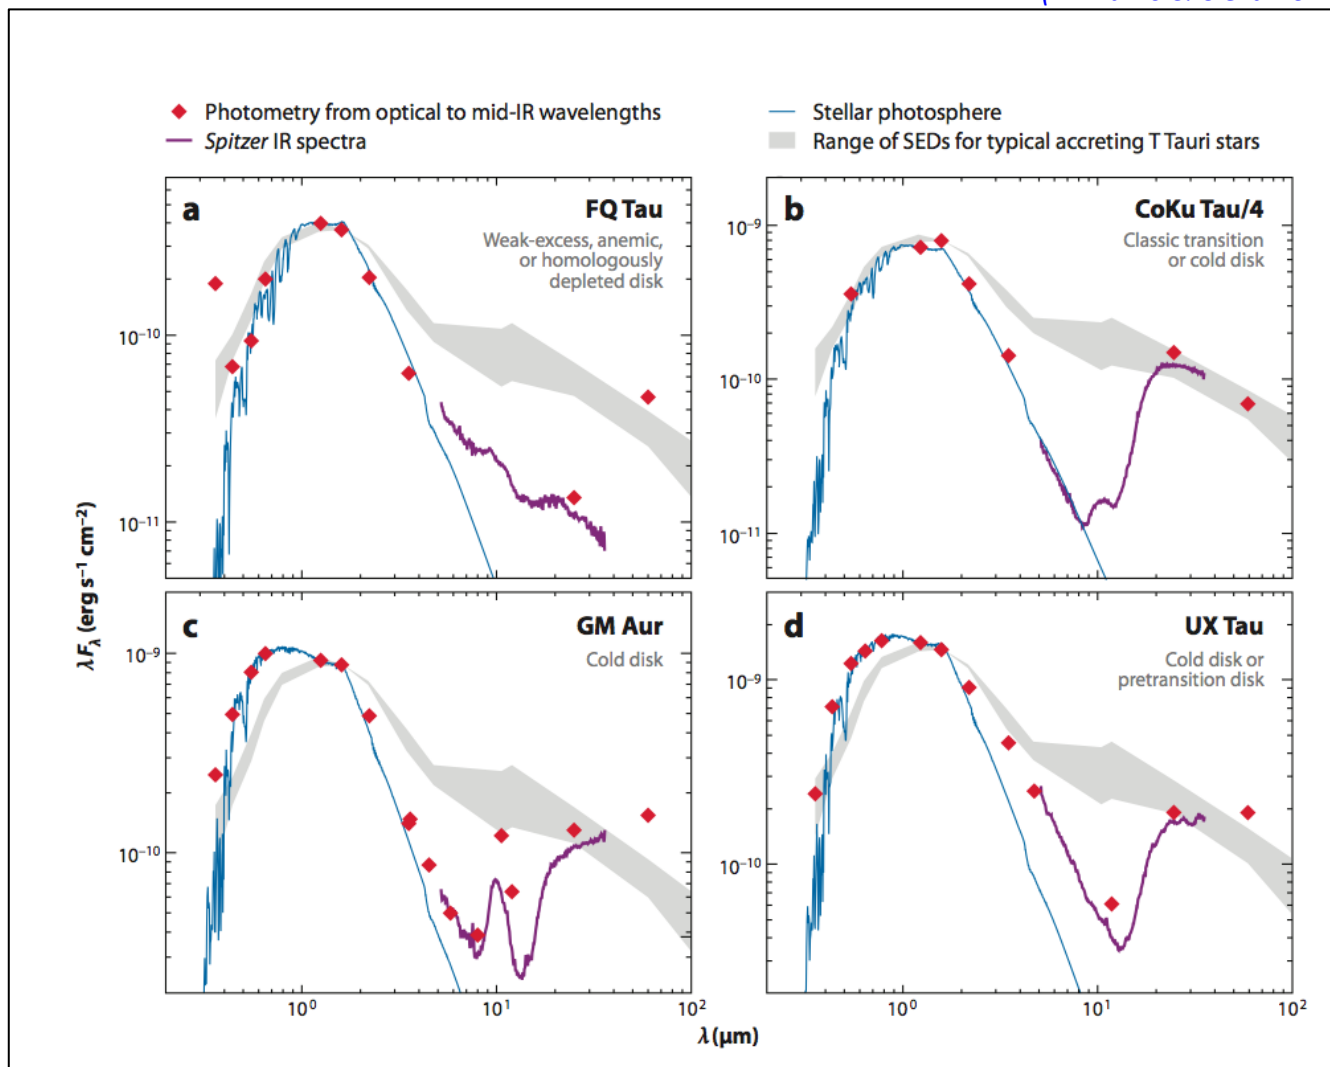 Photometry from optical to mid-IR wavelengths
Spitzer IR spectra
Stellar photosphere
Range of SEDs for typical accreting T Tauri stars
a
FQ Tau
Weak-excess, anemic,
or homologously
depleted disk
10⁻¹⁰
10⁻¹¹
b
CoKu Tau/4
Classic transition
or cold disk
10⁻⁹
10⁻¹⁰
10⁻¹¹
c
GM Aur
Cold disk
10⁻⁹
10⁻¹⁰
10⁰
10¹
10²
d
UX Tau
Cold disk or
pretransition disk
10⁻⁹
10⁻¹⁰
10⁰
10¹
10²
λFλ (erg s⁻¹ cm⁻²)
λ (μm)